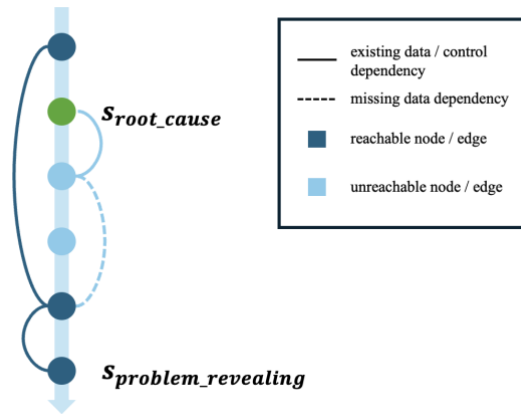 s_root_cause
s_problem_revealing
existing data / control
dependency
missing data dependency
reachable node / edge
unreachable node / edge